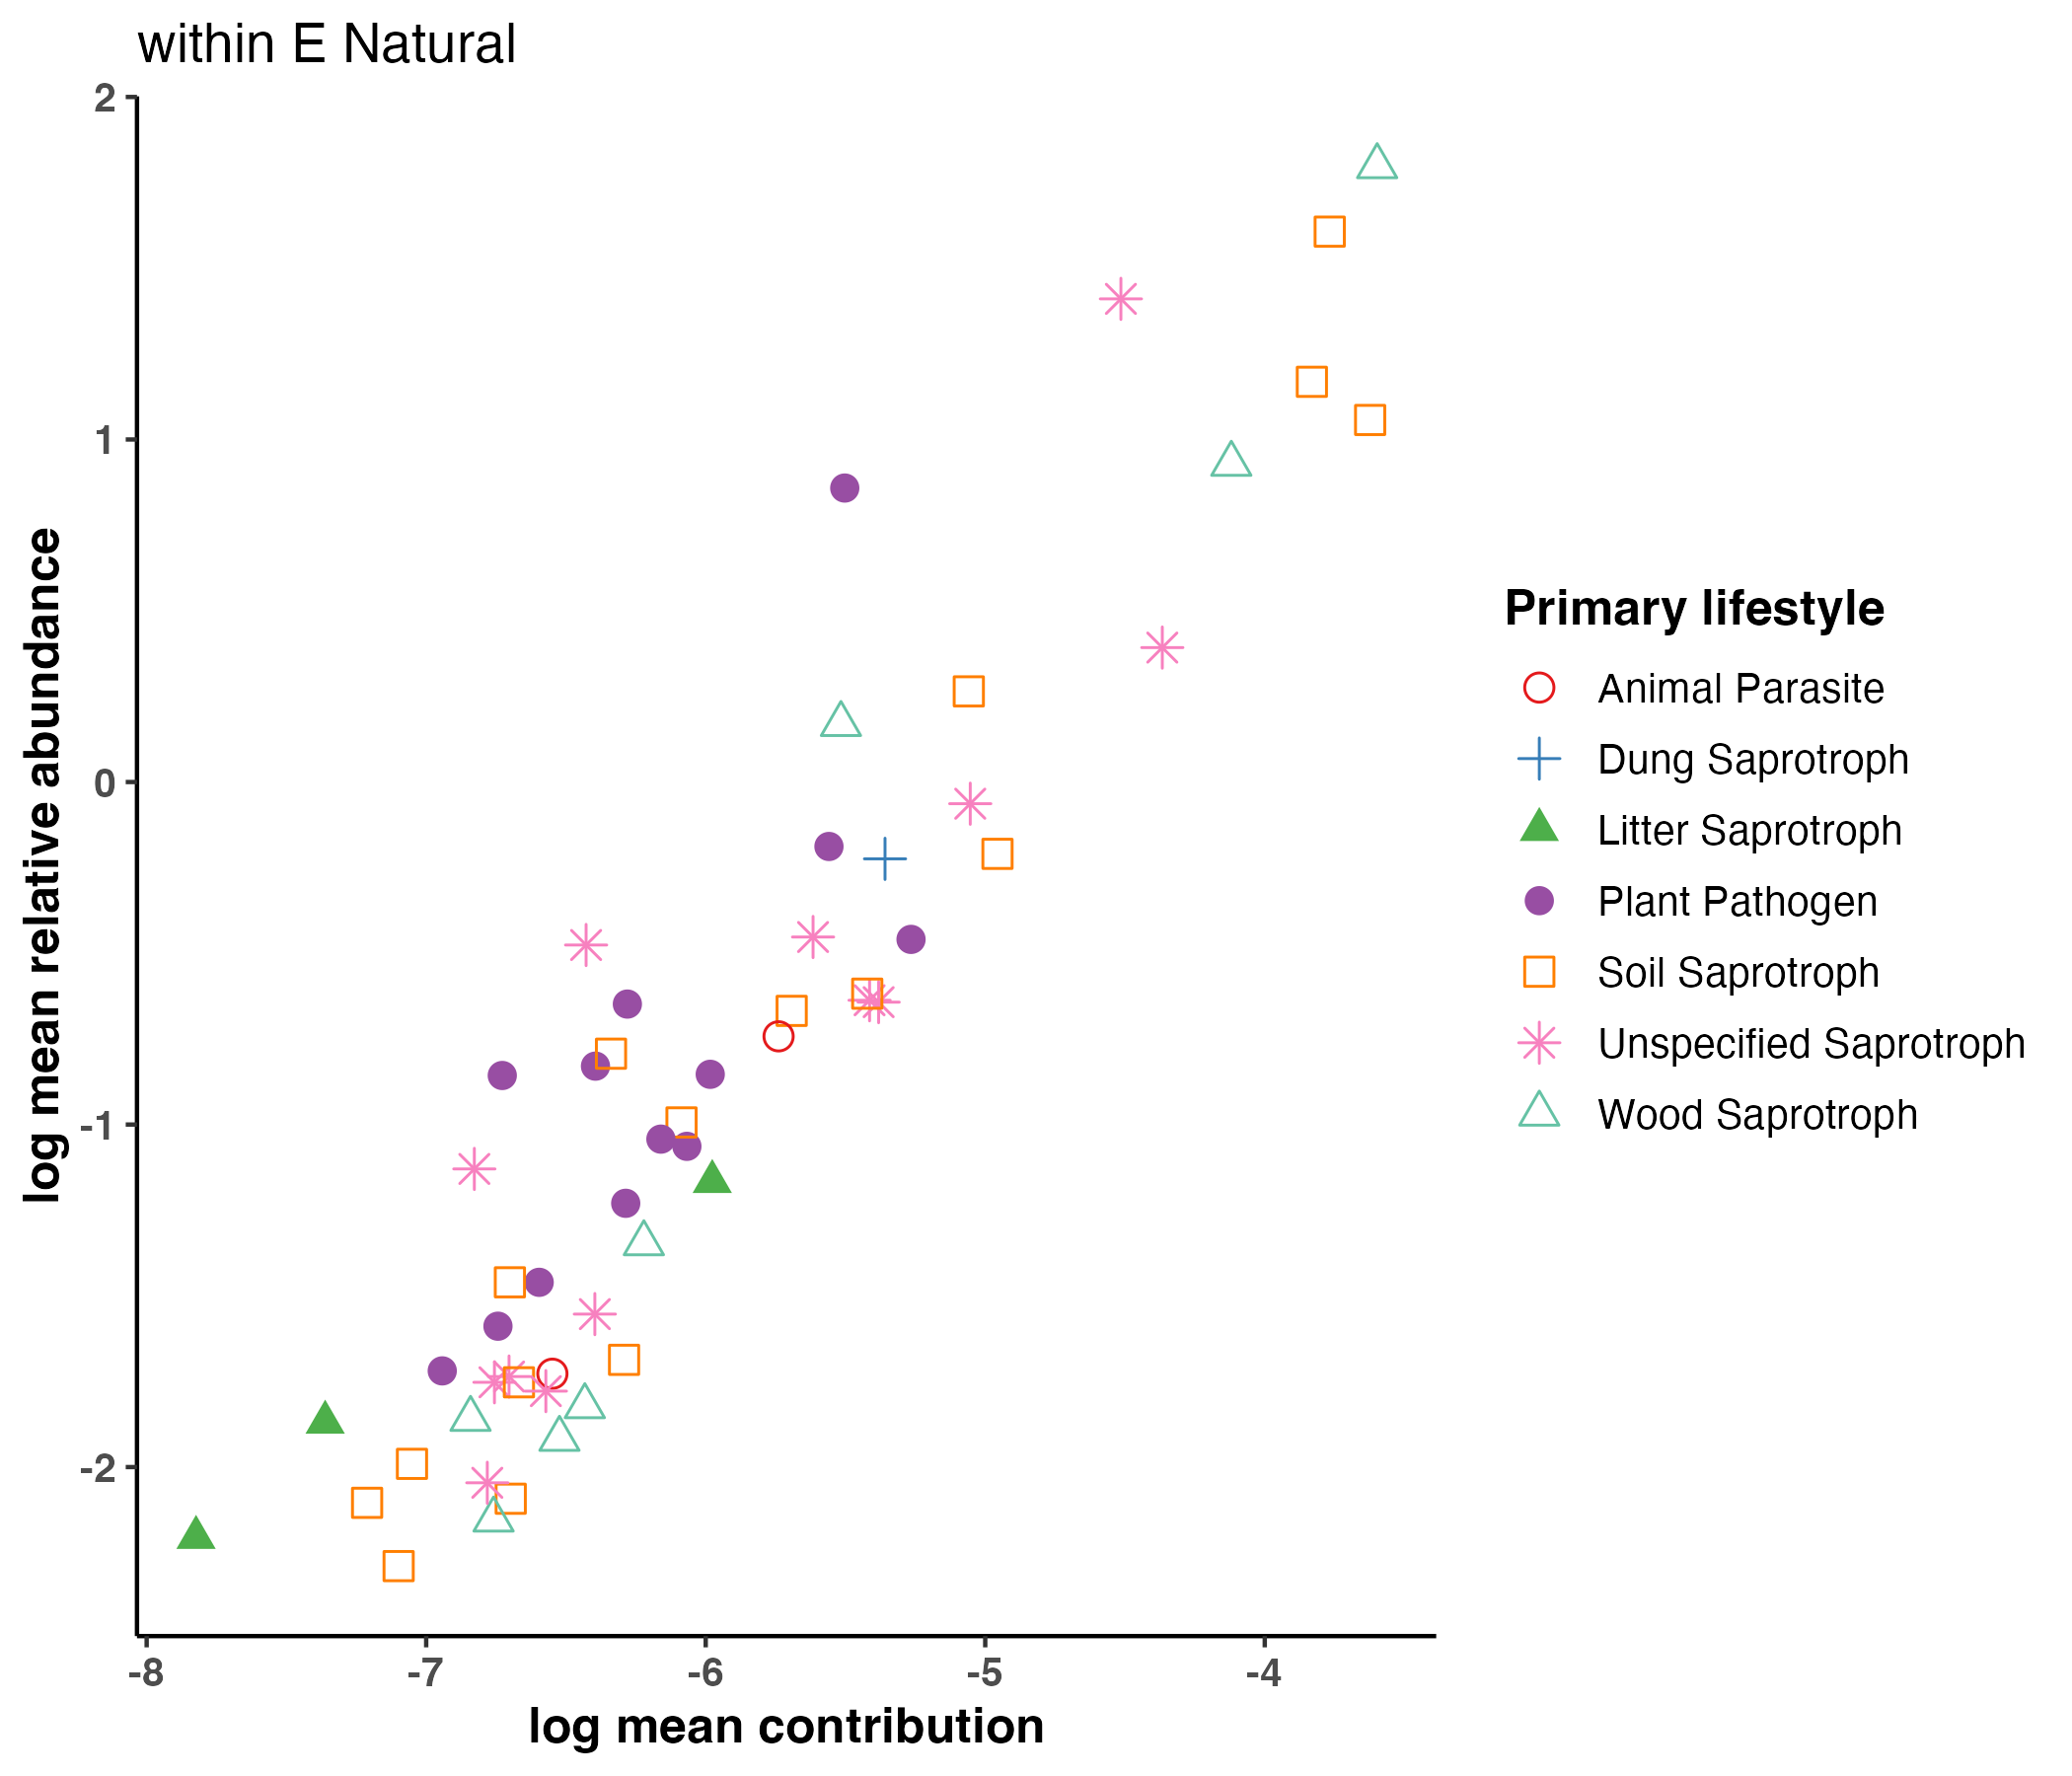 within E Natural
2
1
0
-1
-2
log mean relative abundance
-8 -7 -6 -5 -4
log mean contribution
Primary lifestyle
Animal Parasite
Dung Saprotroph
Litter Saprotroph
Plant Pathogen
Soil Saprotroph
Unspecified Saprotroph
Wood Saprotroph